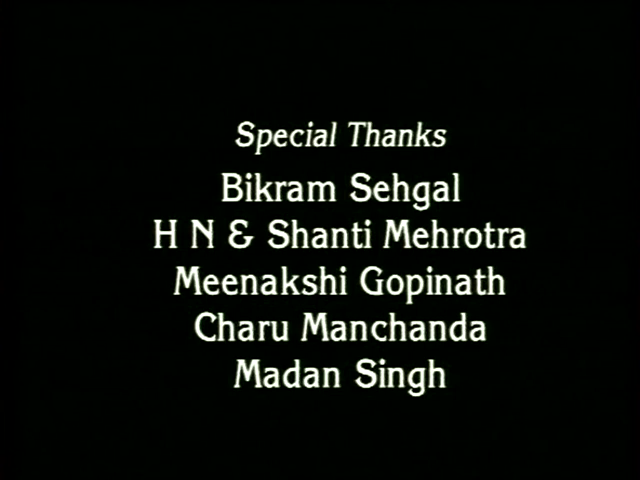 Special Thanks
Bikram Sehgal
H N & Shanti Mehrotra
Meenakshi Gopinath
Charu Manchanda
Madan Singh